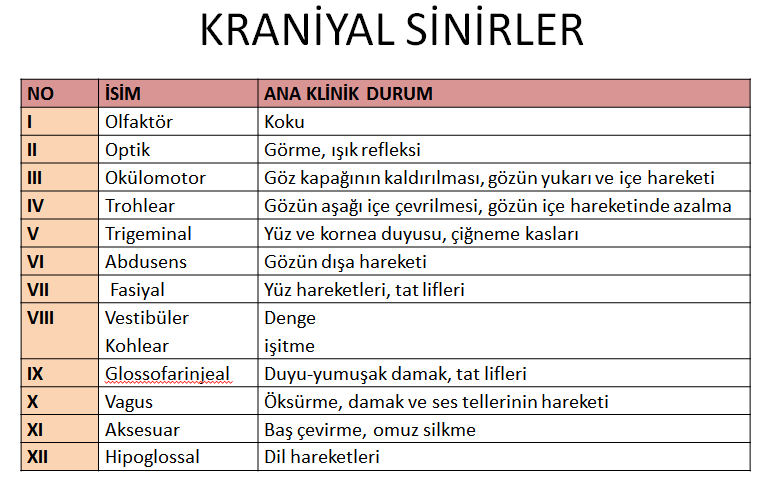 KRANİYAL SİNİRLER
NO İSİM ANA KLİNİK DURUM
I Olfaktör Koku
II Optik Görme, ışık refleksi
III Okülomotor Göz kapağının kaldırılması, gözün yukarı ve içe hareketi
IV Trohlear Gözün aşağı içe çevrilmesi, gözün içe hareketinde azalma
V Trigeminal Yüz ve kornea duyusu, çiğneme kasları
VI Abdusens Gözün dışa hareketi
VII Fasiyal Yüz hareketleri, tat lifleri
VIII Vestibüler Denge
Kohlear işitme
IX Glossofarinjeal Duyu-yumuşak damak, tat lifleri
X Vagus Öksürme, damak ve ses tellerinin hareketi
XI Aksesuar Baş çevirme, omuz silkme
XII Hipoglossal Dil hareketleri